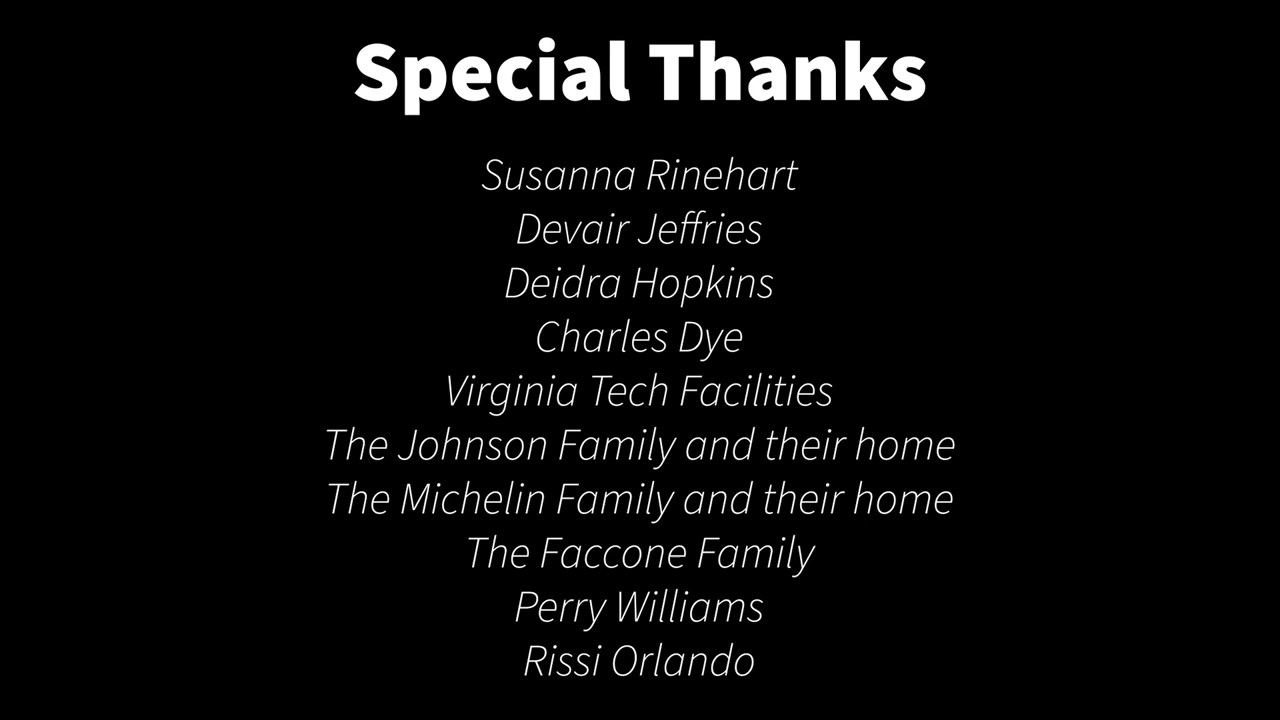 Special Thanks
Susanna Rinehart
Devair Jeffries
Deidra Hopkins
Charles Dye
Virginia Tech Facilities
The Johnson Family and their home
The Michelin Family and their home
The Faccone Family
Perry Williams
Rissi Orlando